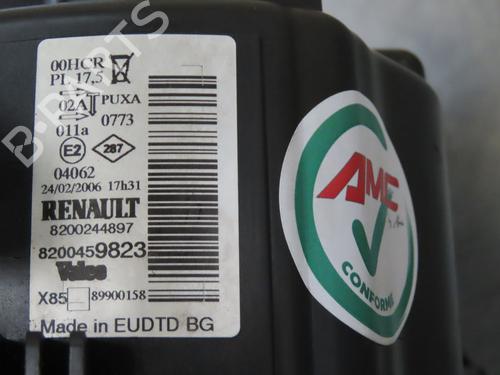 00HCR
PL 17,5
02A PUXA
011a 0773
E2 287
04062
24/02/2006 17h31
RENAULT
8200244897
8200459823
Valeo
X85 89900158
Made in EUDTD BG
AME
CONFORME
B-PARTS